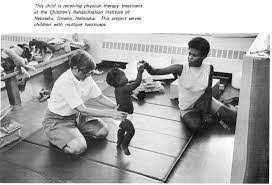 This child is receiving physical therapy treatment
at the Children's Rehabilitation Institute of
Nebraska, Omaha, Nebraska. This project serves
children with multiple handicaps.